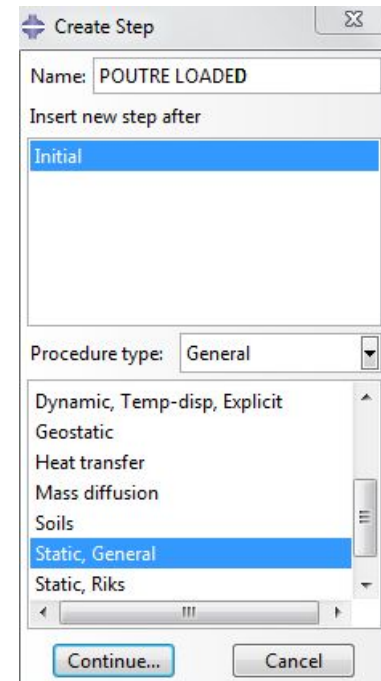 Create Step
Name: POUTRE LOADED
Insert new step after
Initial
Procedure type: General
Dynamic, Temp-disp, Explicit
Geostatic
Heat transfer
Mass diffusion
Soils
Static, General
Static, Riks
Continue... Cancel